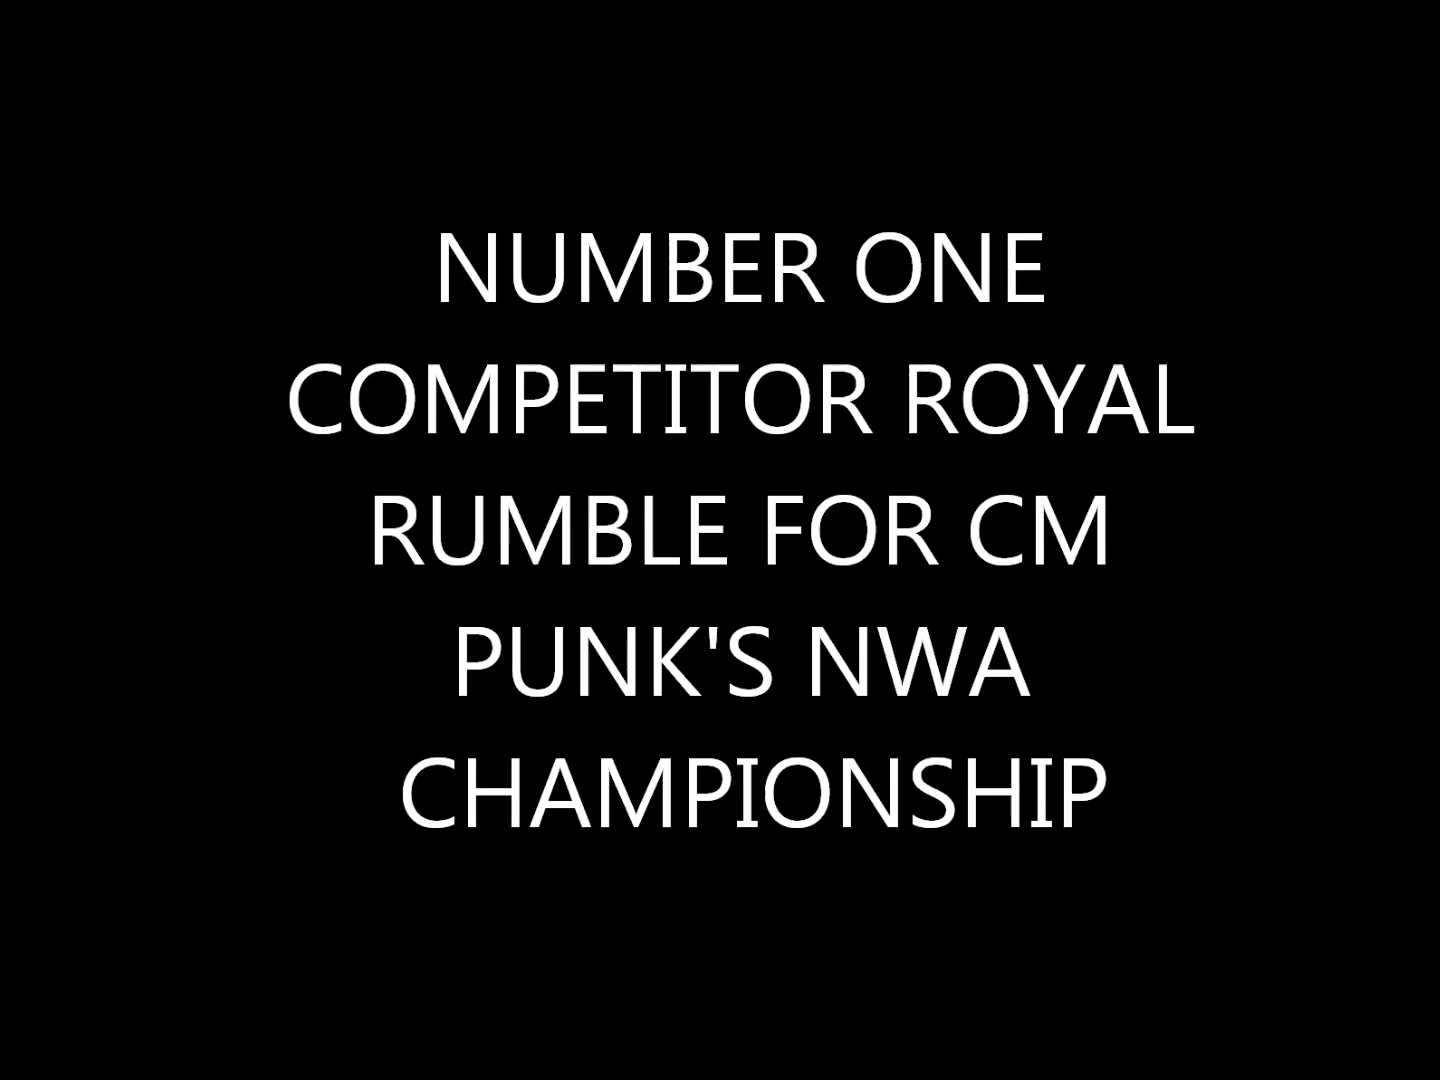 NUMBER ONE
COMPETITOR ROYAL
RUMBLE FOR CM
PUNK'S NWA
CHAMPIONSHIP